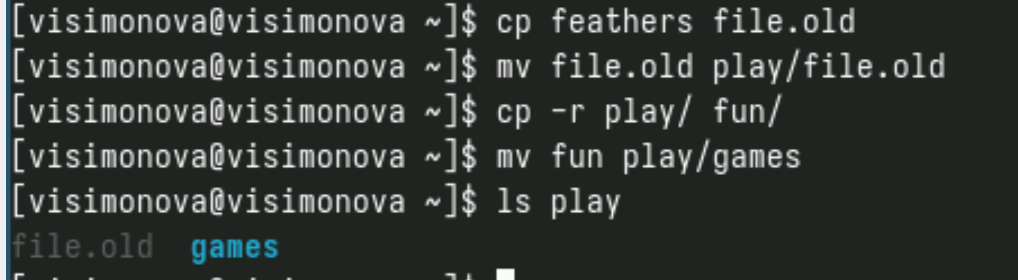 [visimonova@visimonova ~]$ cp feathers file.old
[visimonova@visimonova ~]$ mv file.old play/file.old
[visimonova@visimonova ~]$ cp -r play/ fun/
[visimonova@visimonova ~]$ mv fun play/games
[visimonova@visimonova ~]$ ls play
file.old  games